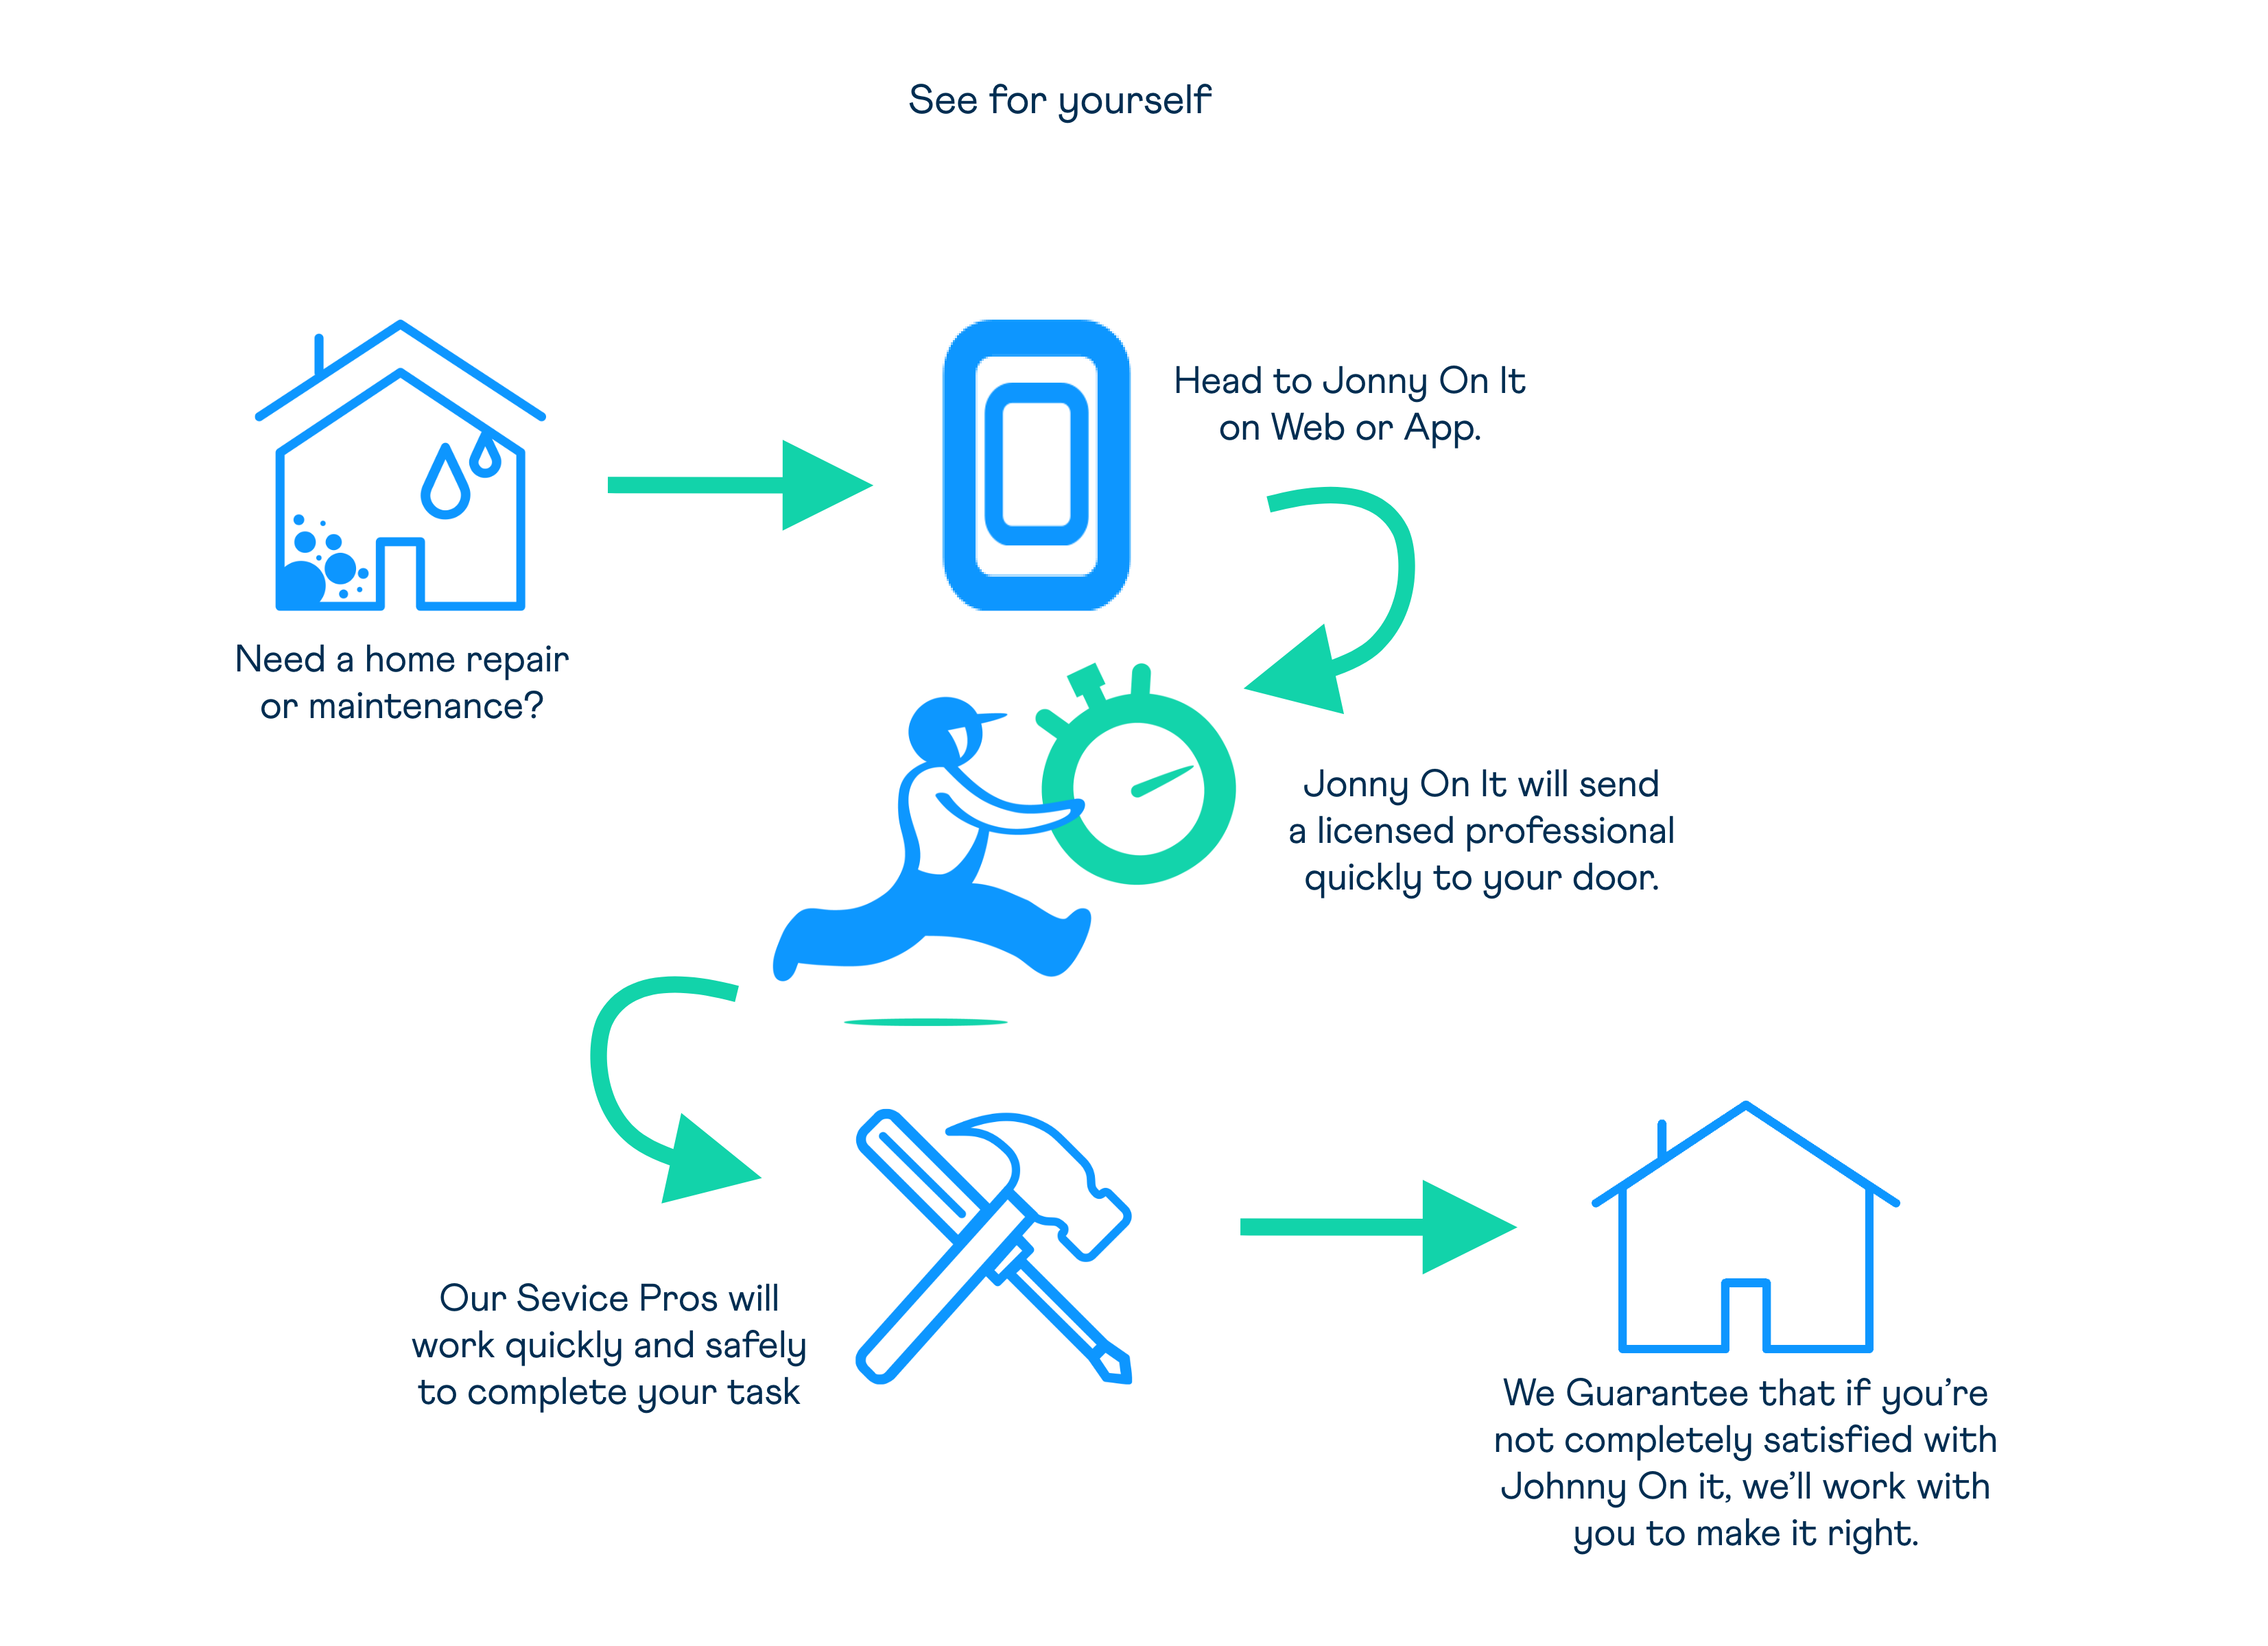 See for yourself
Head to Jonny On It
on Web or App.
Need a home repair
or maintenance?
Jonny On It will send
a licensed professional
quickly to your door.
Our Sevice Pros will
work quickly and safely
to complete your task
We Guarantee that if you’re
not completely satisfied with
Johnny On it, we’ll work with
you to make it right.